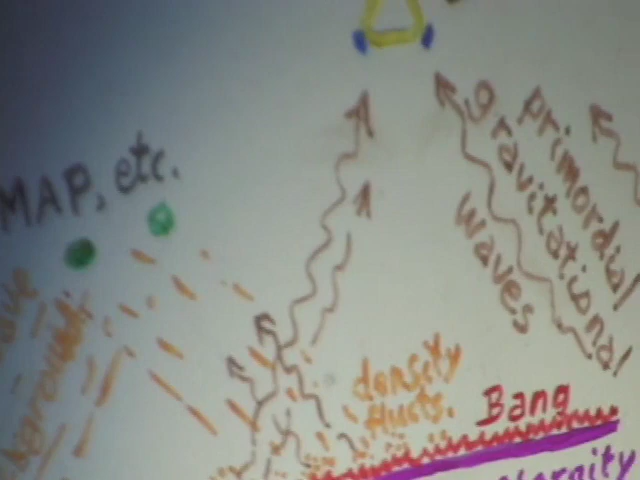 MAP, etc.
primordial
gravitational
waves
density
flucts.
Bang